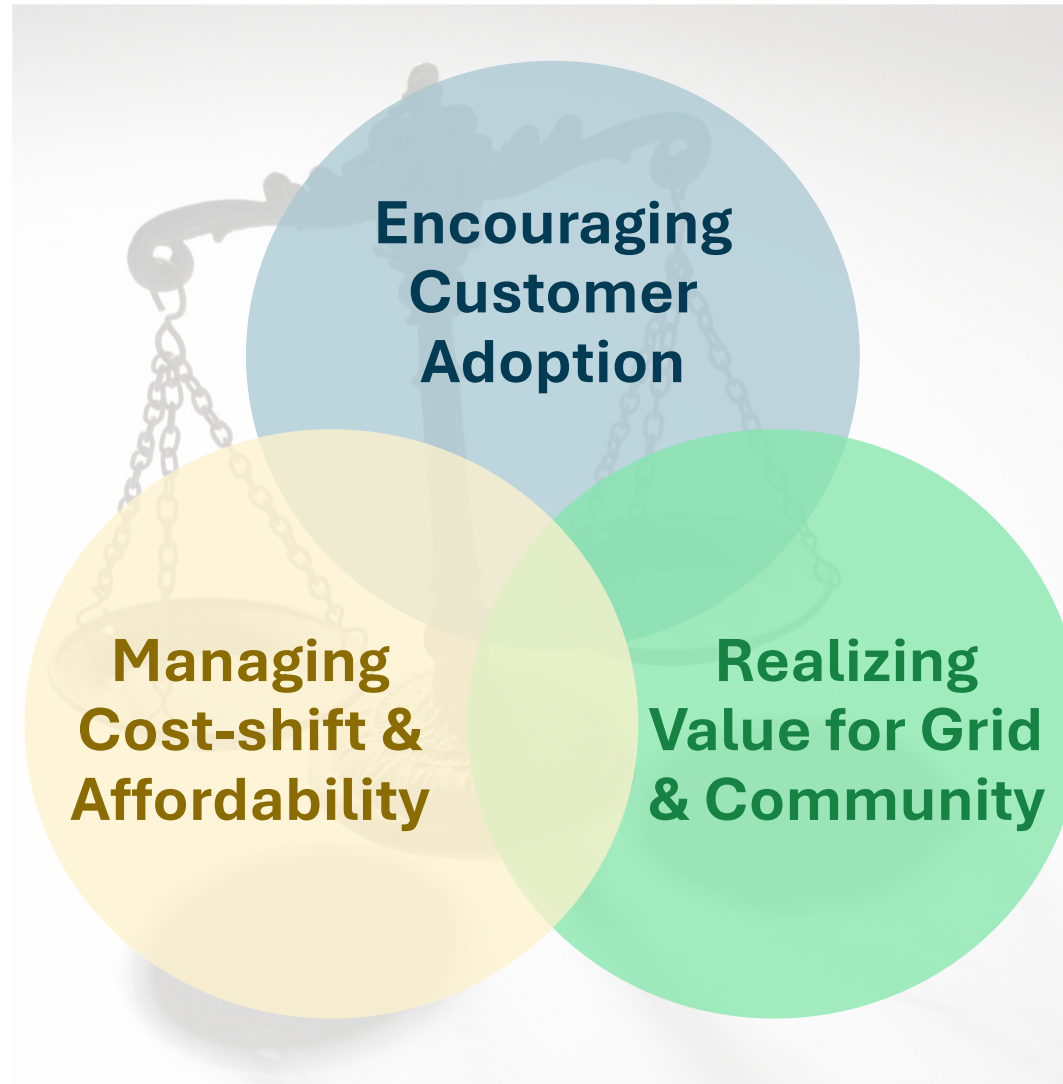 Encouraging
Customer
Adoption
Managing
Cost-shift &
Affordability
Realizing
Value for Grid
& Community